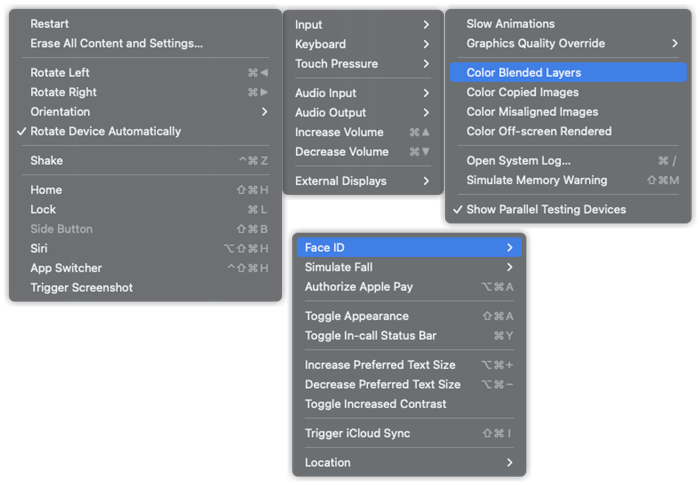 Restart
Erase All Content and Settings...
Rotate Left ⌘◀
Rotate Right ⌘▶
Orientation
Rotate Device Automatically
Shake ^⌘Z
Home ⇧⌘H
Lock ⌘L
Side Button ⇧⌘B
Siri ⌥⇧⌘H
App Switcher ^⇧⌘H
Trigger Screenshot
Input
Keyboard
Touch Pressure
Audio Input
Audio Output
Increase Volume ⌘▲
Decrease Volume ⌘▼
External Displays
Slow Animations
Graphics Quality Override
Color Blended Layers
Color Copied Images
Color Misaligned Images
Color Off-screen Rendered
Open System Log... ⌘/
Simulate Memory Warning ⇧⌘M
Show Parallel Testing Devices
Face ID
Simulate Fall
Authorize Apple Pay ⌥⌘A
Toggle Appearance ⇧⌘A
Toggle In-call Status Bar ⌘Y
Increase Preferred Text Size ⌥⌘+
Decrease Preferred Text Size ⌥⌘−
Toggle Increased Contrast
Trigger iCloud Sync ⇧⌘I
Location